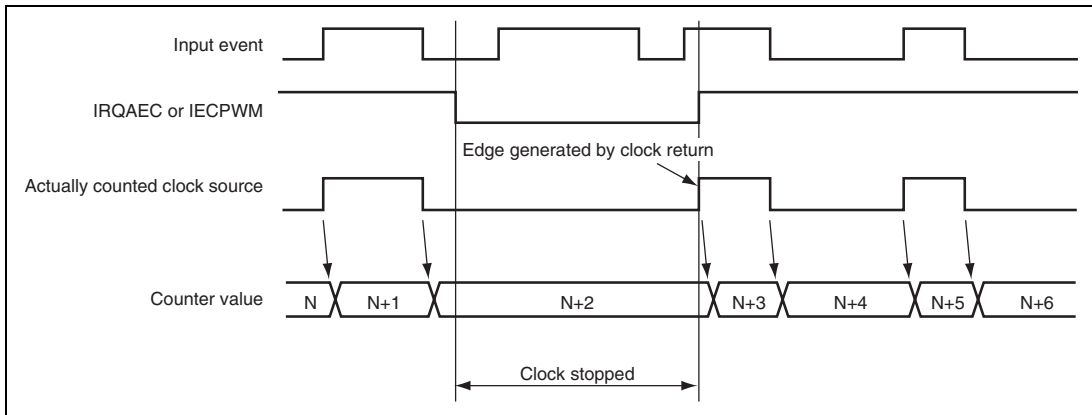 Input event
IRQAEC or IECPWM
Edge generated by clock return
Actually counted clock source
Counter value
N
N+1
N+2
N+3
N+4
N+5
N+6
Clock stopped